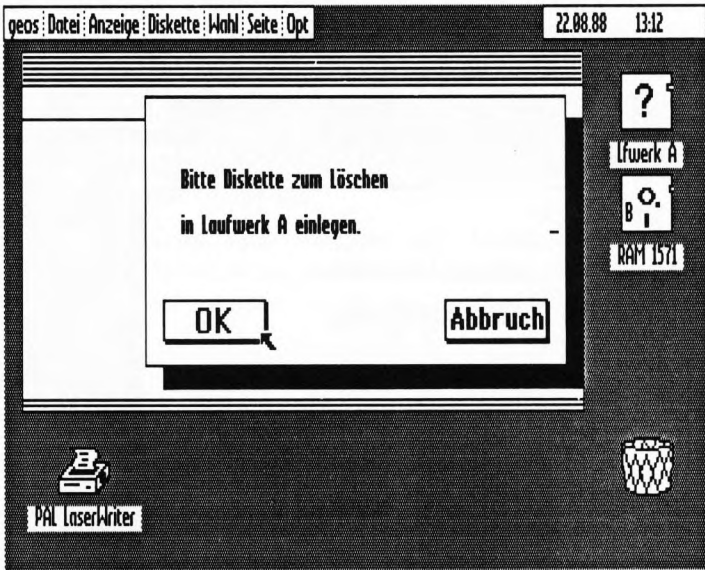 geos Datei Anzeige Diskette Wahl Seite Opt 22.08.88 13:12
?
Lfwerk A
B
RAM 1571
Bitte Diskette zum löschen
in Laufwerk A einlegen.
OK Abbruch
PAL LaserWriter